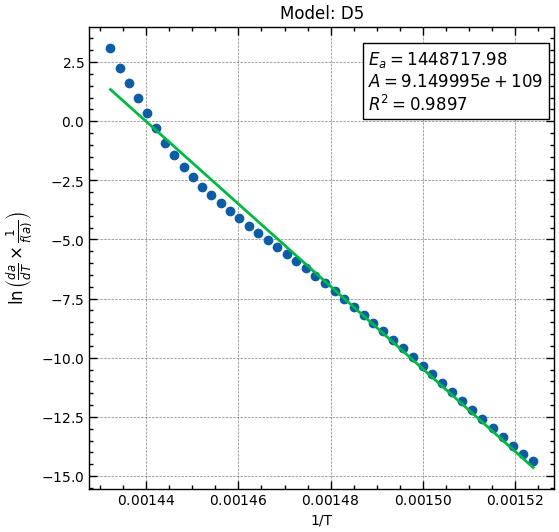 Model: D5
E_a = 1448717.98
A = 9.149995e + 109
R^2 = 0.9897
ln(da/dT × 1/f(a))
2.5
0.0
−2.5
−5.0
−7.5
−10.0
−12.5
−15.0
0.00144 0.00146 0.00148 0.00150 0.00152
1/T